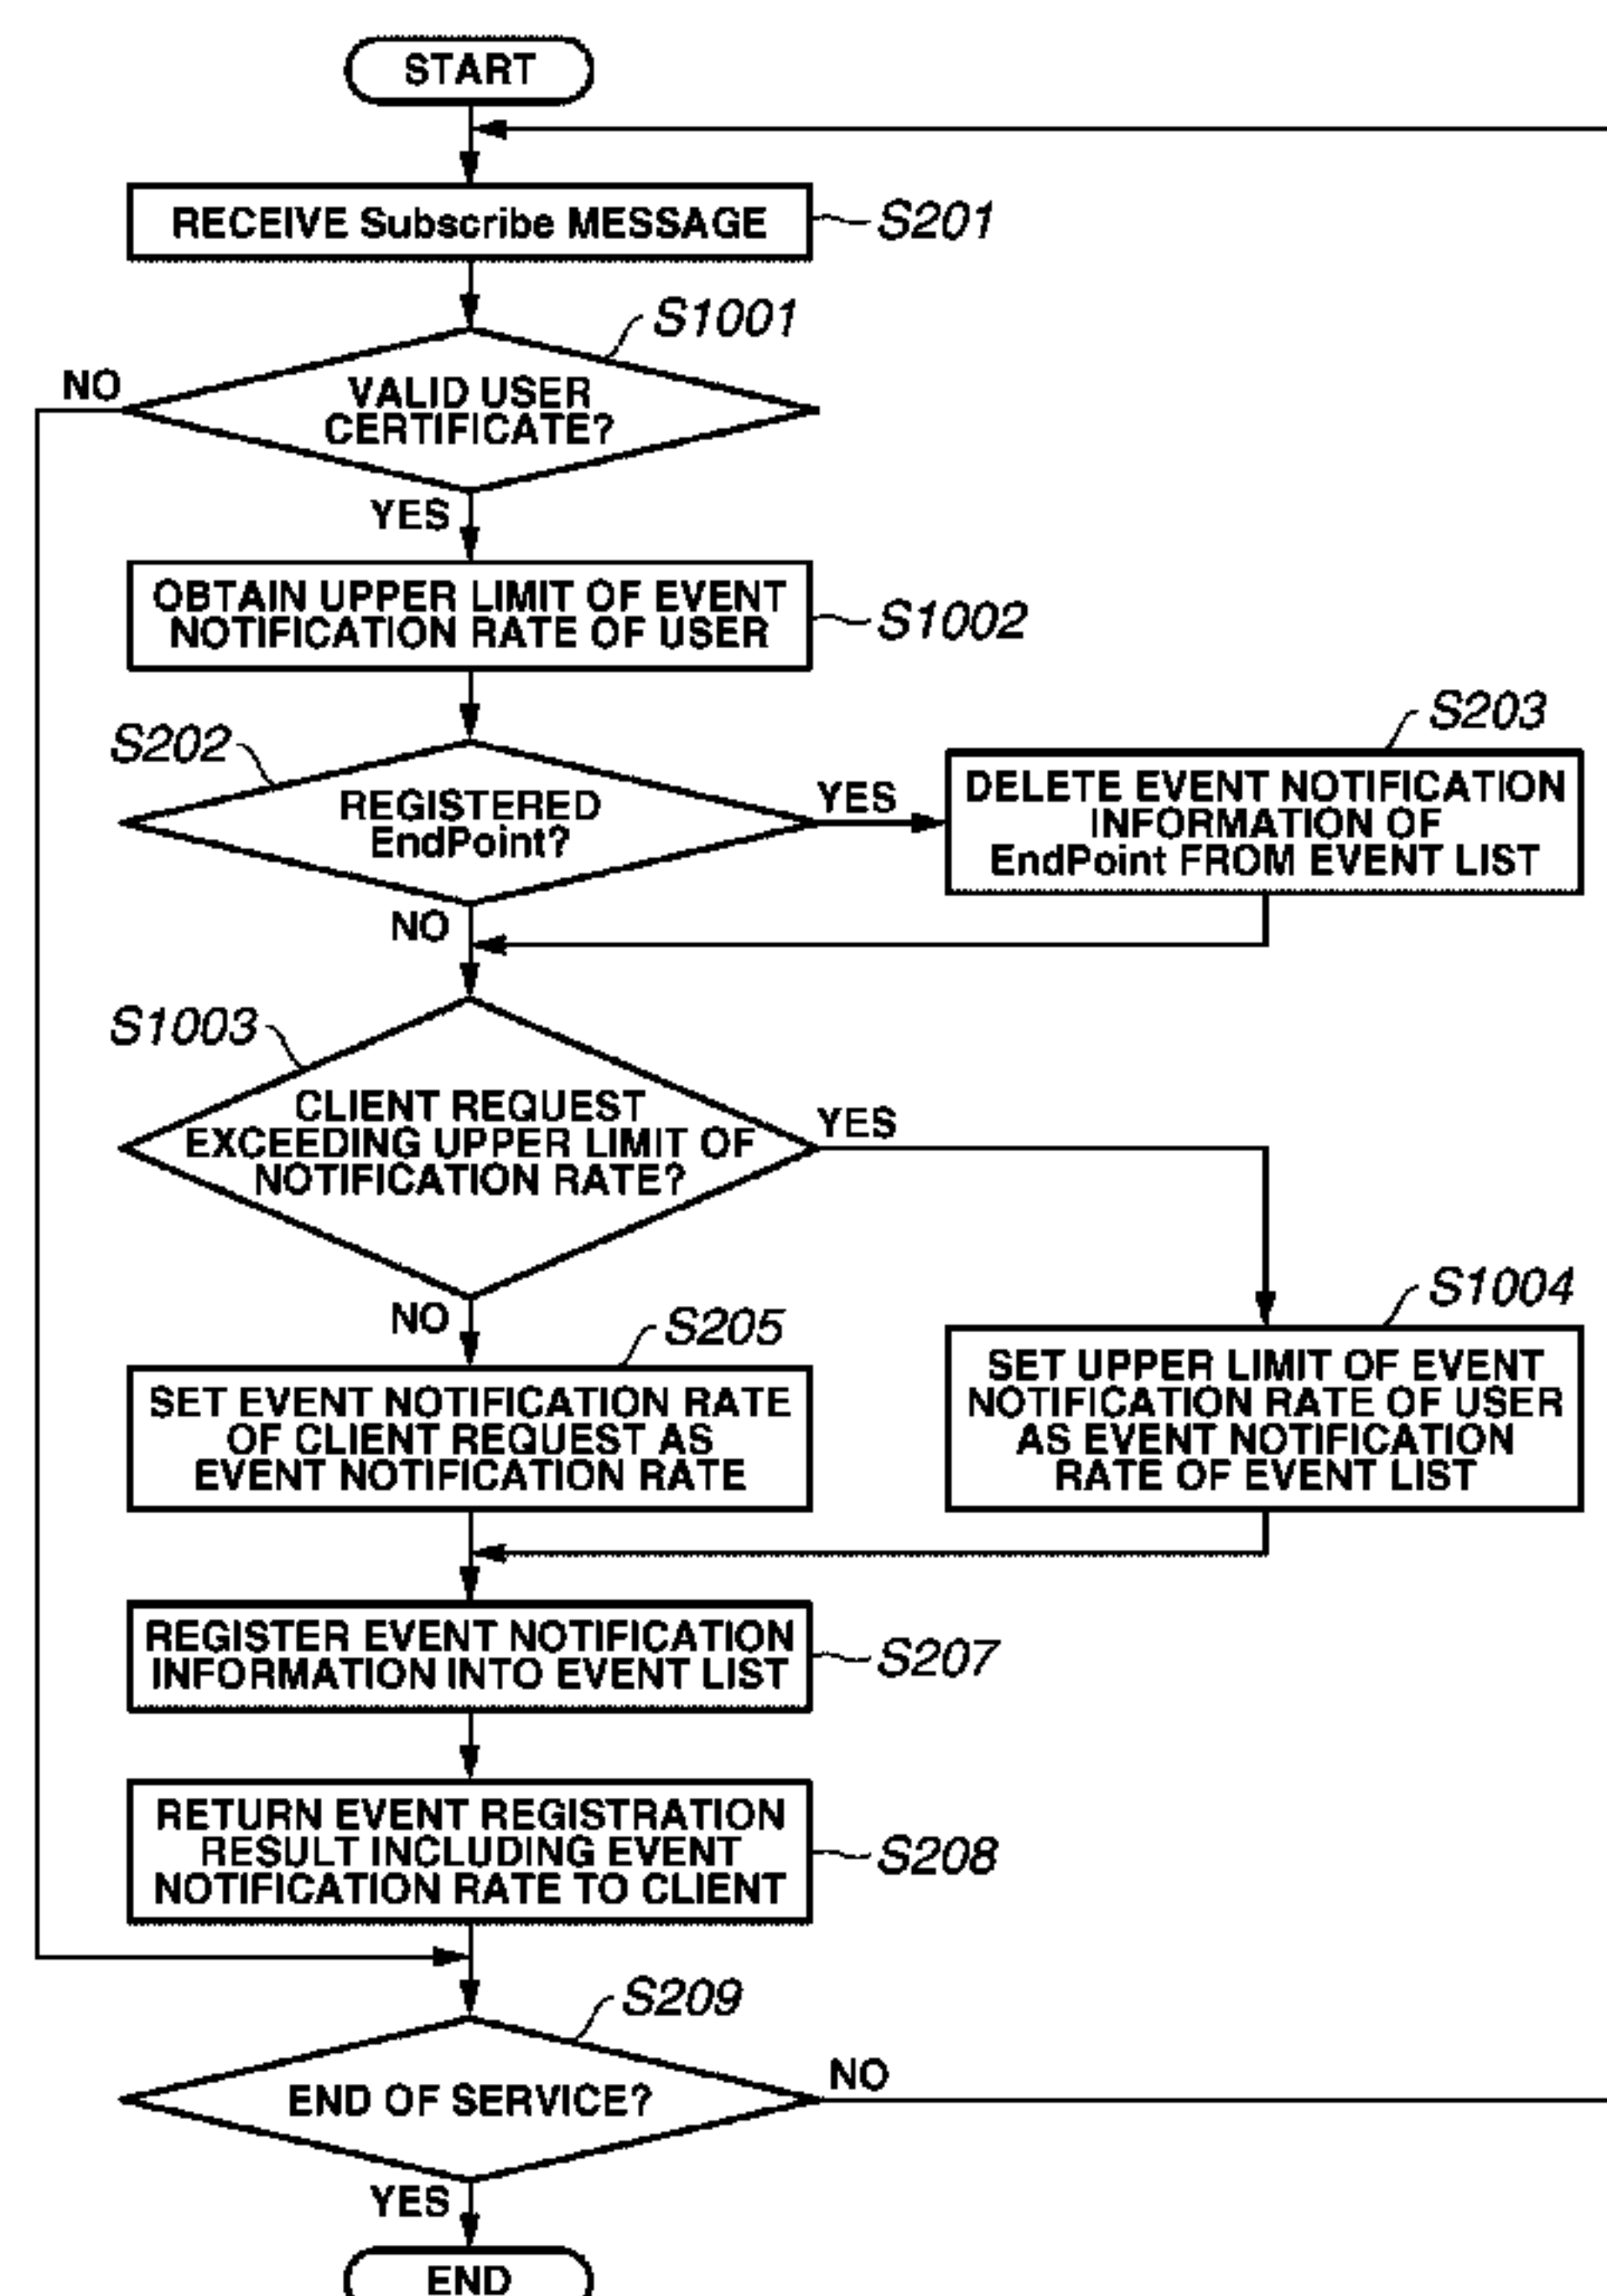 START
RECEIVE Subscribe MESSAGE
S201
S1001
NO
VALID USER
CERTIFICATE?
YES
OBTAIN UPPER LIMIT OF EVENT
NOTIFICATION RATE OF USER
S1002
S202
REGISTERED
EndPoint?
YES
S203
DELETE EVENT NOTIFICATION
INFORMATION OF
EndPoint FROM EVENT LIST
NO
S1003
CLIENT REQUEST
EXCEEDING UPPER LIMIT OF
NOTIFICATION RATE?
YES
NO
S205
SET EVENT NOTIFICATION RATE
OF CLIENT REQUEST AS
EVENT NOTIFICATION RATE
S1004
SET UPPER LIMIT OF EVENT
NOTIFICATION RATE OF USER
AS EVENT NOTIFICATION
RATE OF EVENT LIST
REGISTER EVENT NOTIFICATION
INFORMATION INTO EVENT LIST
S207
RETURN EVENT REGISTRATION
RESULT INCLUDING EVENT
NOTIFICATION RATE TO CLIENT
S208
S209
END OF SERVICE?
NO
YES
END